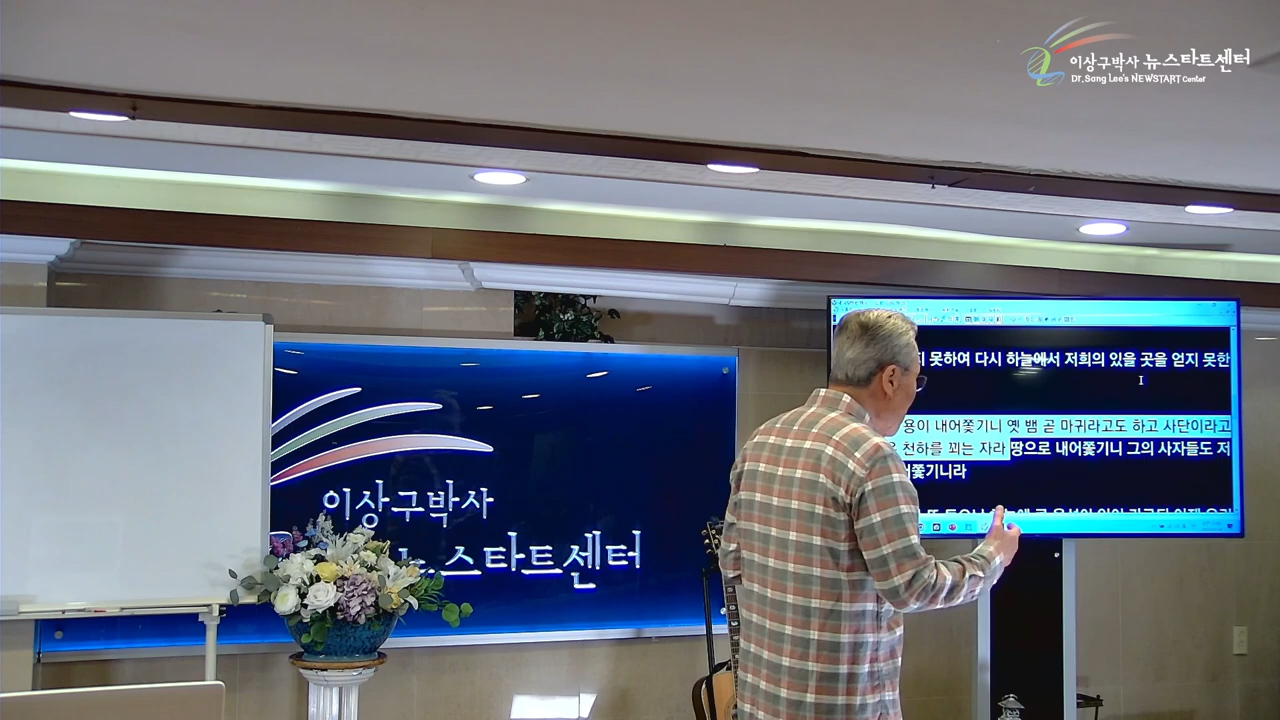 이상구박사 뉴스타트센터
Dr. Sang Lee's NEWSTART Center
못하여 다시 하늘에서 저희의 있을 곳을 얻지 못한
용이 내어쫓기니 옛 뱀 곧 마귀라고도 하고 사단이라고
천하를 꾀는 자라 땅으로 내어쫓기니 그의 사자들도 저
쫓기니라
이상구박사
뉴스타트센터